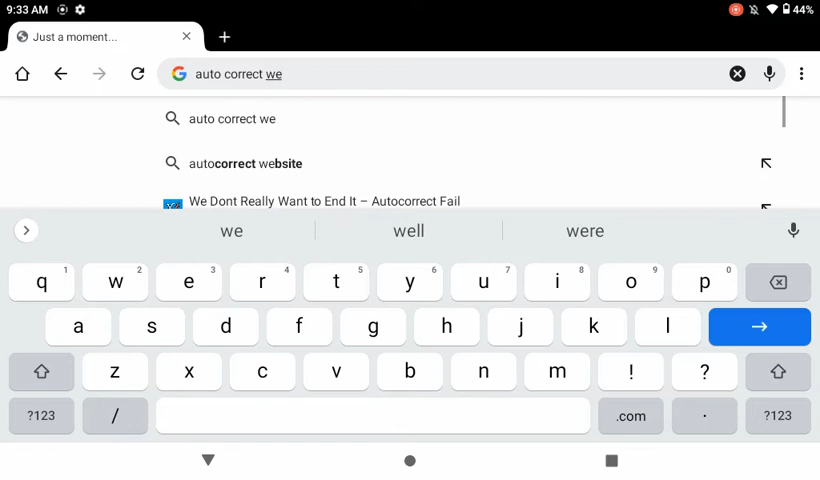 9:33 AM 44%
Just a moment...
auto correct we
auto correct we
autocorrect website
We Dont Really Want to End It – Autocorrect Fail
we well were
q 1 w 2 e 3 r 4 t 5 y 6 u 7 i 8 o 9 p 0
a s d f g h j k l
z x c v b n m ! ?
?123 / .com . ?123